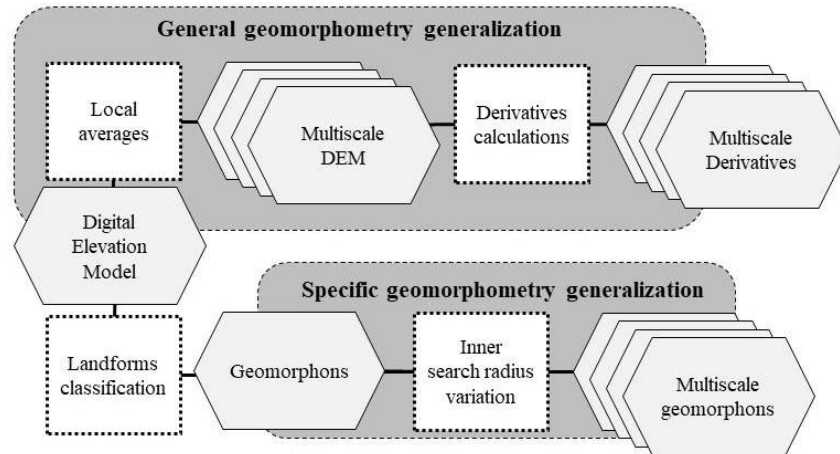 General geomorphometry generalization
Local
averages
Multiscale
DEM
Derivatives
calculations
Multiscale
Derivatives
Digital
Elevation
Model
Specific geomorphometry generalization
Landforms
classification
Geomorphons
Inner
search radius
variation
Multiscale
geomorphons